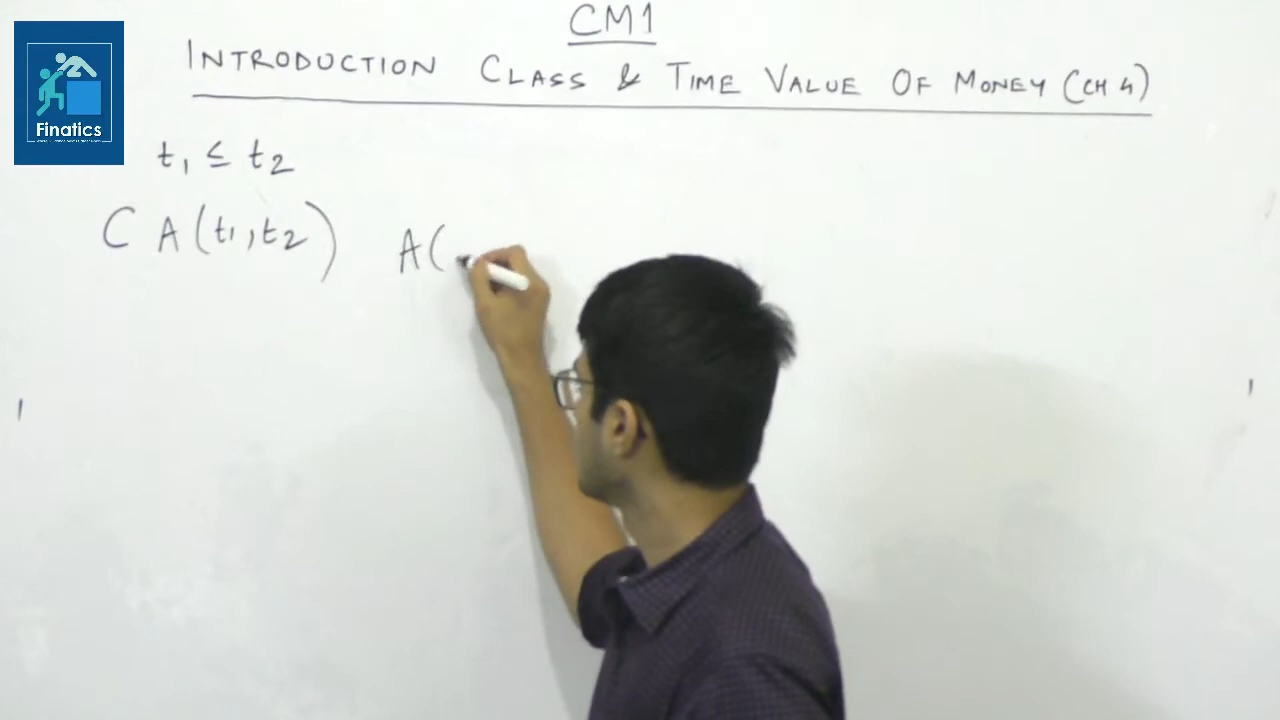 CM1
INTRODUCTION CLASS & TIME VALUE OF MONEY (CH 4)
Finatics
t₁ ≤ t₂
C A(t₁,t₂) A(